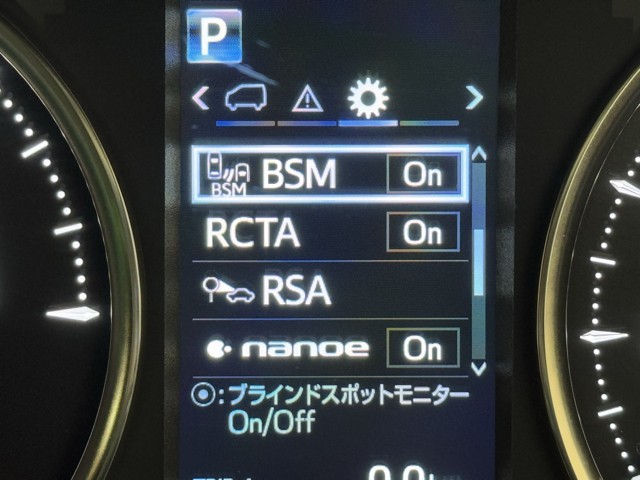 P
BSM BSM On
RCTA On
RSA
nanoe On
:ブラインドスポットモニター
On/Off